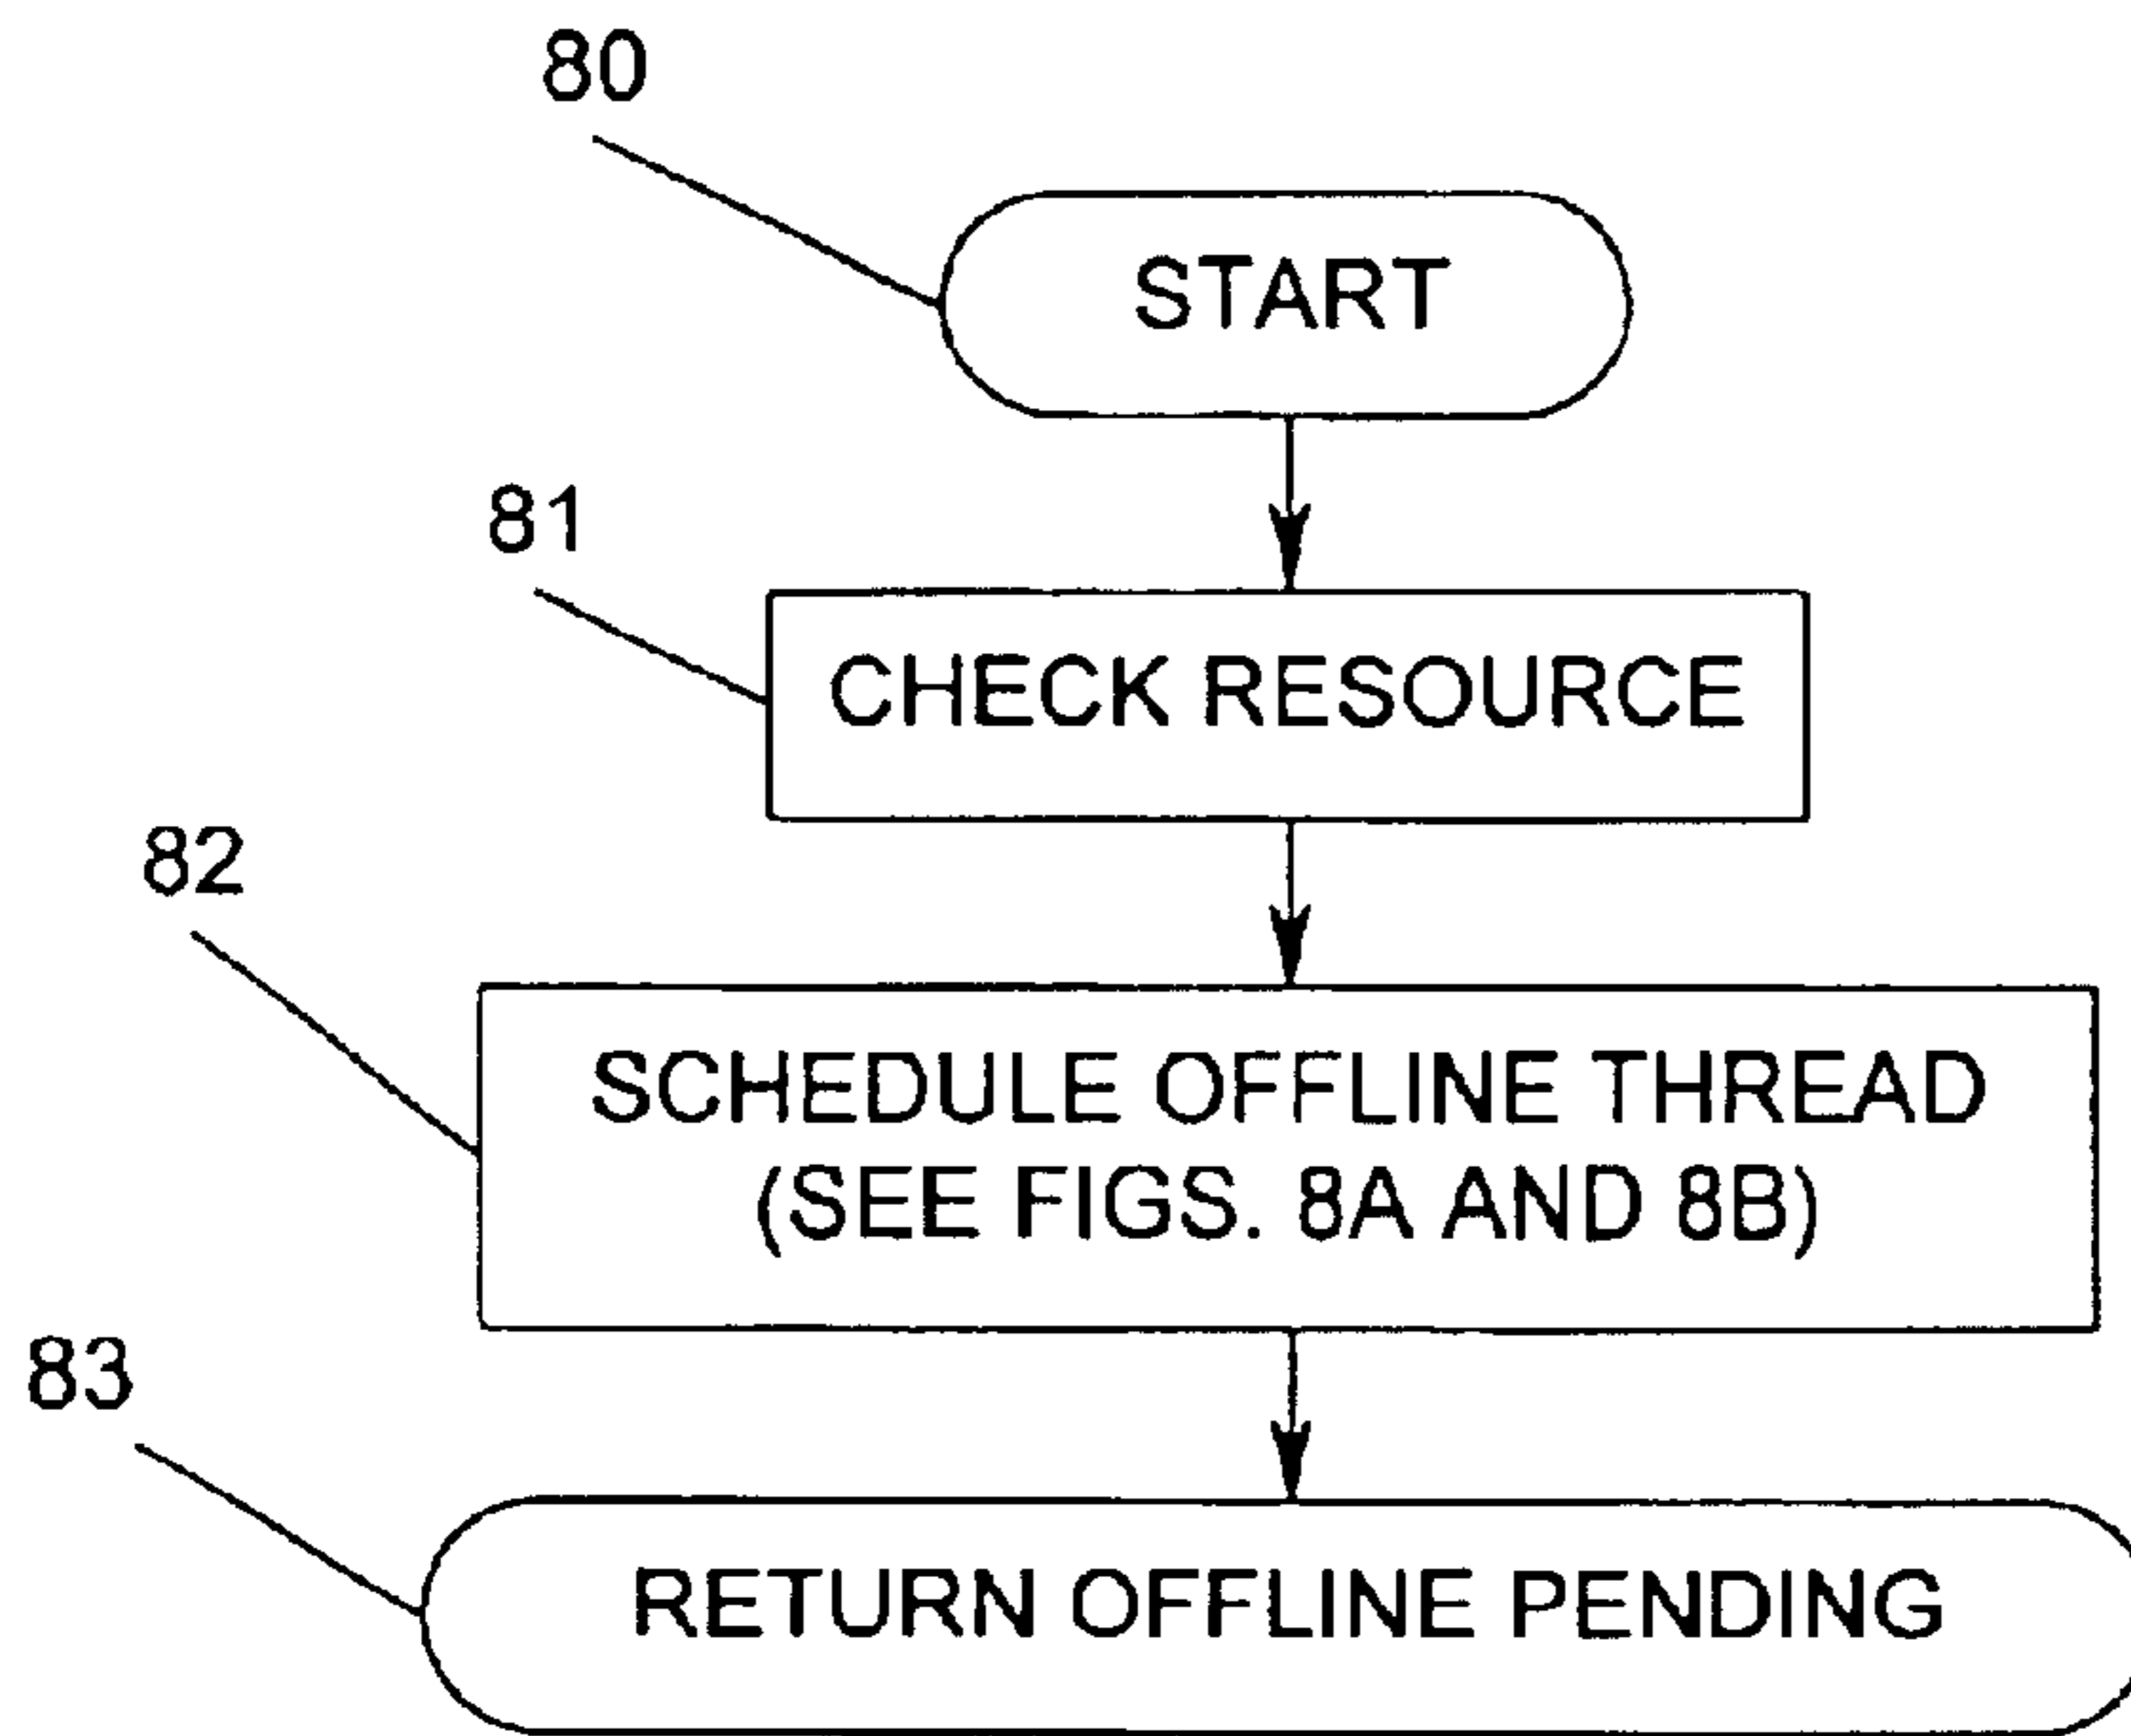 80
START
81
CHECK RESOURCE
82
SCHEDULE OFFLINE THREAD
(SEE FIGS. 8A AND 8B)
83
RETURN OFFLINE PENDING